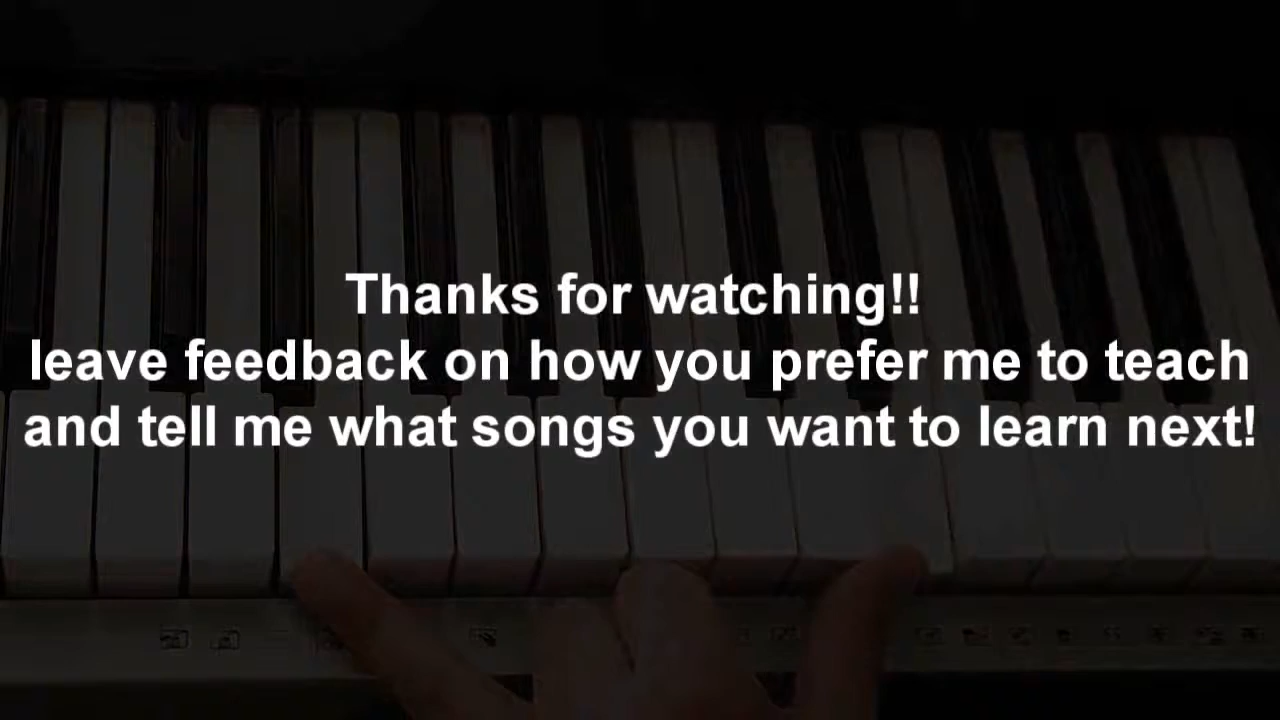 Thanks for watching!!
leave feedback on how you prefer me to teach
and tell me what songs you want to learn next!